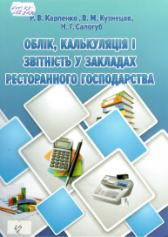 Р. В. Карпенко, В. М. Кузнєцов,
Н. Г. Салогуб
ОБЛІК, КАЛЬКУЛЯЦІЯ І
ЗВІТНІСТЬ У ЗАКЛАДАХ
РЕСТОРАННОГО ГОСПОДАРСТВА